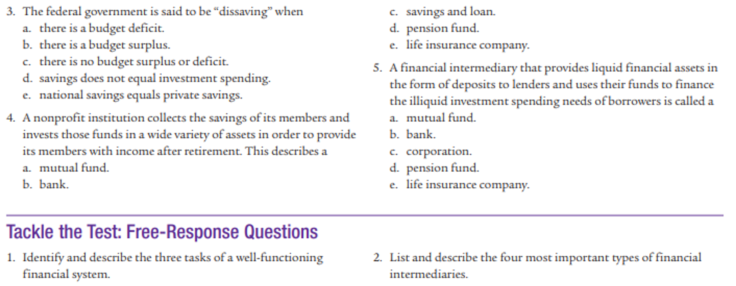 3. The federal government is said to be “dissaving” when
a. there is a budget deficit.
b. there is a budget surplus.
c. there is no budget surplus or deficit.
d. savings does not equal investment spending.
e. national savings equals private savings.
4. A nonprofit institution collects the savings of its members and
invests those funds in a wide variety of assets in order to provide
its members with income after retirement. This describes a
a. mutual fund.
b. bank.
c. savings and loan.
d. pension fund.
e. life insurance company.
5. A financial intermediary that provides liquid financial assets in
the form of deposits to lenders and uses their funds to finance
the illiquid investment spending needs of borrowers is called a
a. mutual fund.
b. bank.
c. corporation.
d. pension fund.
e. life insurance company.
Tackle the Test: Free-Response Questions
1. Identify and describe the three tasks of a well-functioning
financial system.
2. List and describe the four most important types of financial
intermediaries.